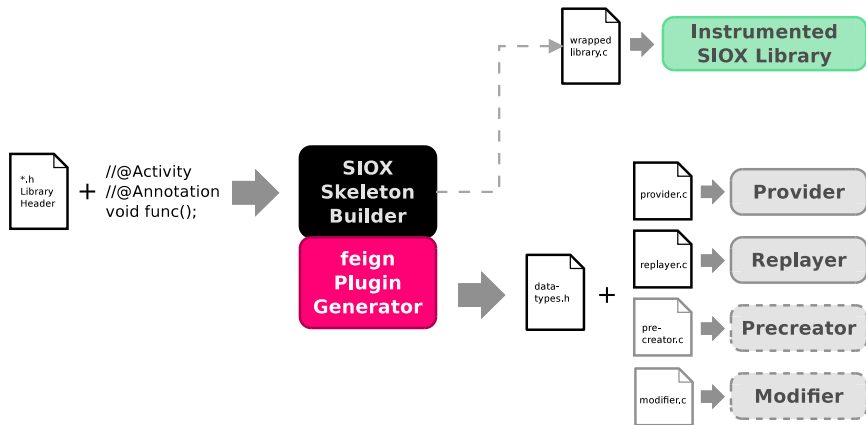 wrapped
library.c
Instrumented
SIOX Library
*.h
Library
Header
+
//@Activity
//@Annotation
void func();
SIOX
Skeleton
Builder
feign
Plugin
Generator
data-
types.h
+
provider.c
Provider
replayer.c
Replayer
pre-
creator.c
Precreator
modifier.c
Modifier